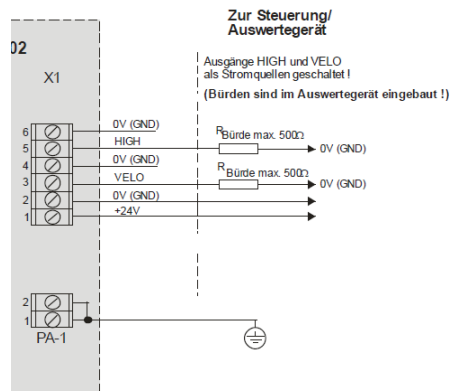 Zur Steuerung/
Auswertegerät
02
Ausgänge HIGH und VELO
als Stromquellen geschaltet !
X1
(Bürden sind im Auswertegerät eingebaut !)
6
0V (GND)
5
HIGH
RBürde max. 500Ω
0V (GND)
4
0V (GND)
3
VELO
RBürde max. 500Ω
0V (GND)
2
0V (GND)
1
+24V
2
1
PA-1